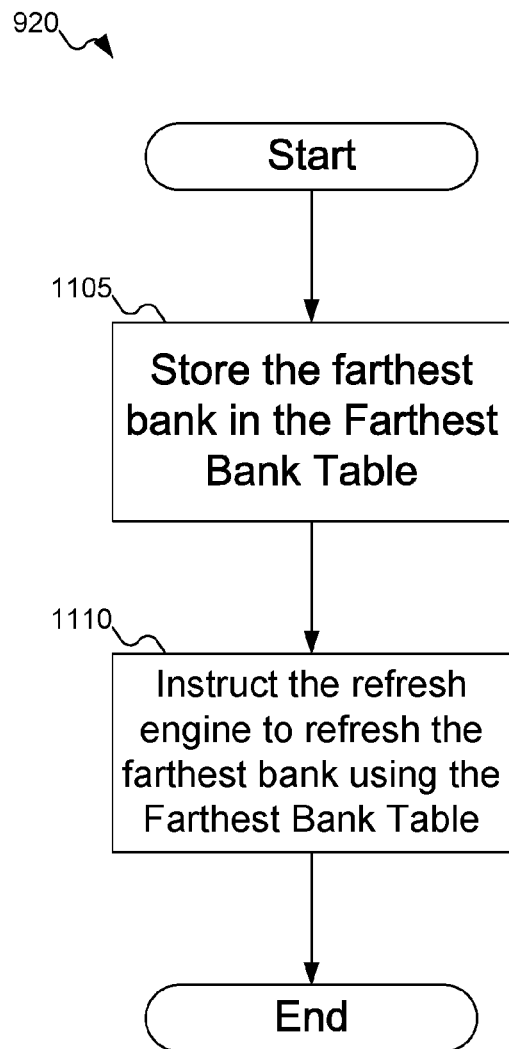 920
Start
1105
Store the farthest
bank in the Farthest
Bank Table
1110
Instruct the refresh
engine to refresh the
farthest bank using the
Farthest Bank Table
End